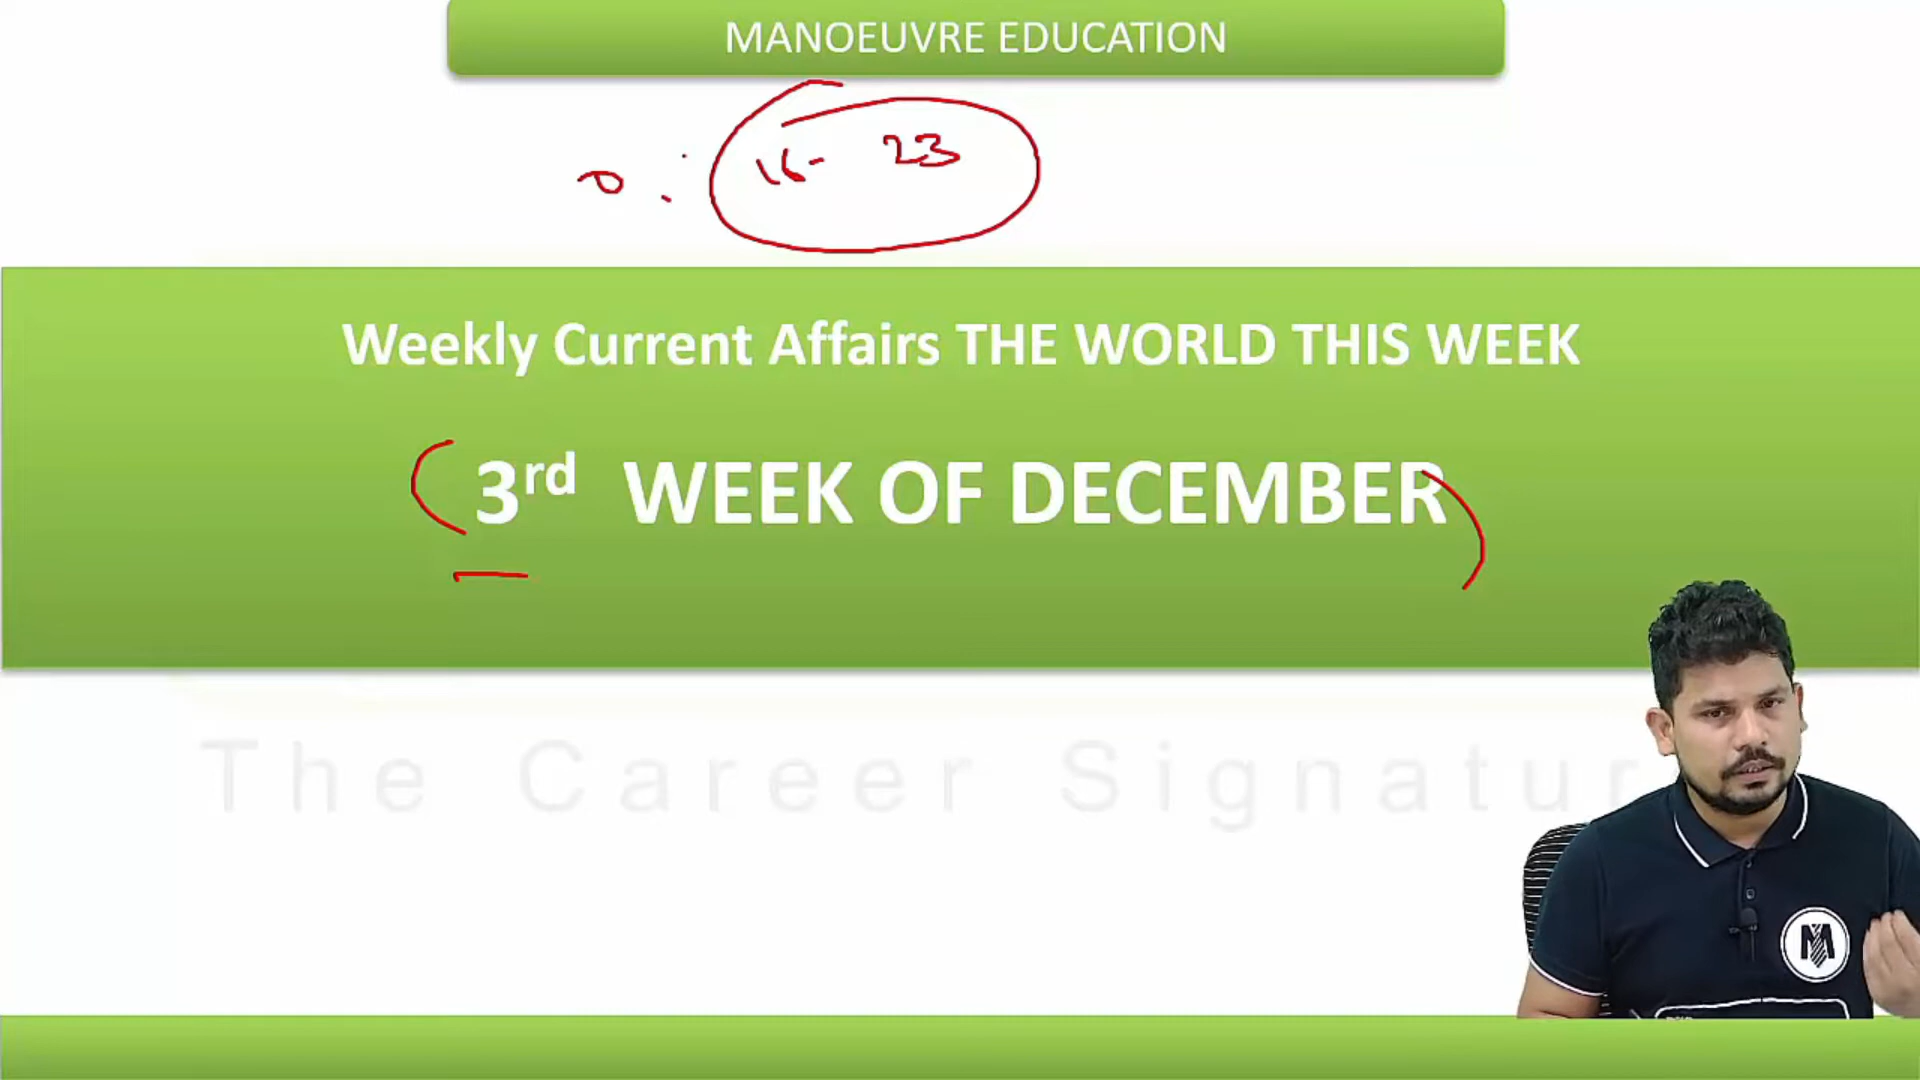 MANOEUVRE EDUCATION
16- 23
Weekly Current Affairs THE WORLD THIS WEEK
3rd WEEK OF DECEMBER
The Career Signatur
M